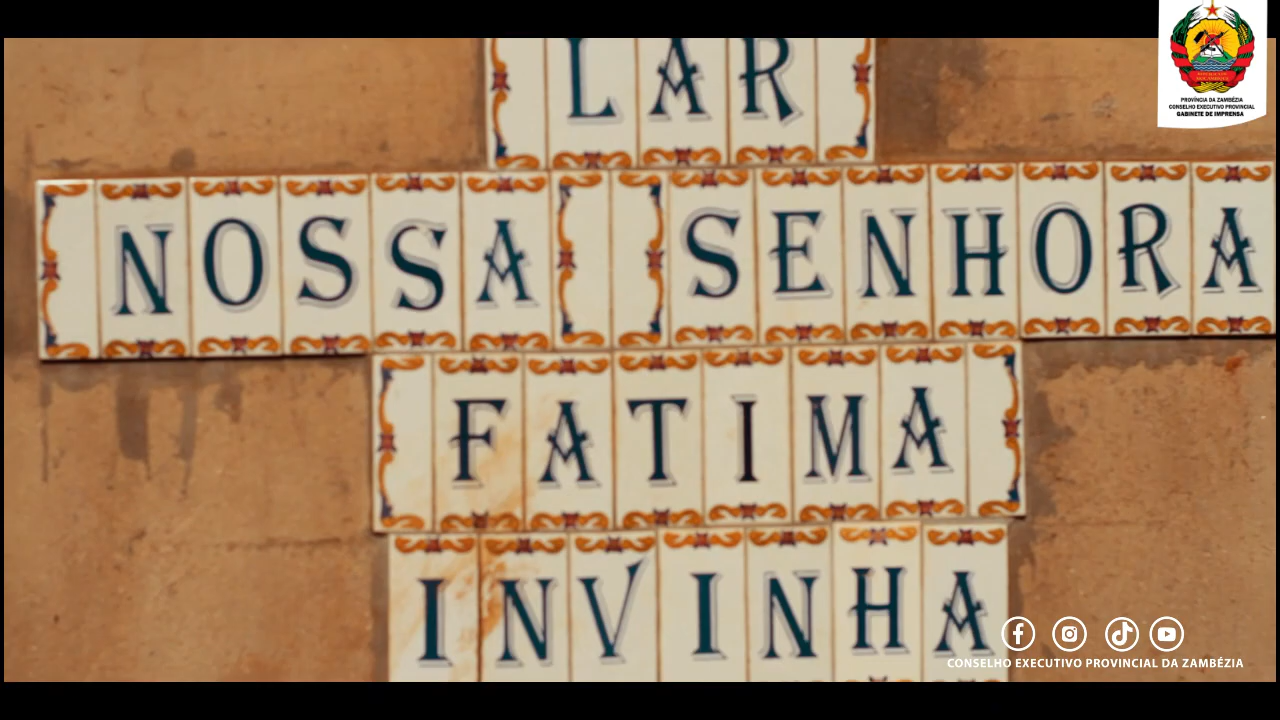 LAR
NOSSA SENHORA
FATIMA
INVINHA
PROVÍNCIA DA ZAMBÉZIA
CONSELHO EXECUTIVO PROVINCIAL
GABINETE DE IMPRENSA
CONSELHO EXECUTIVO PROVINCIAL DA ZAMBÉZIA